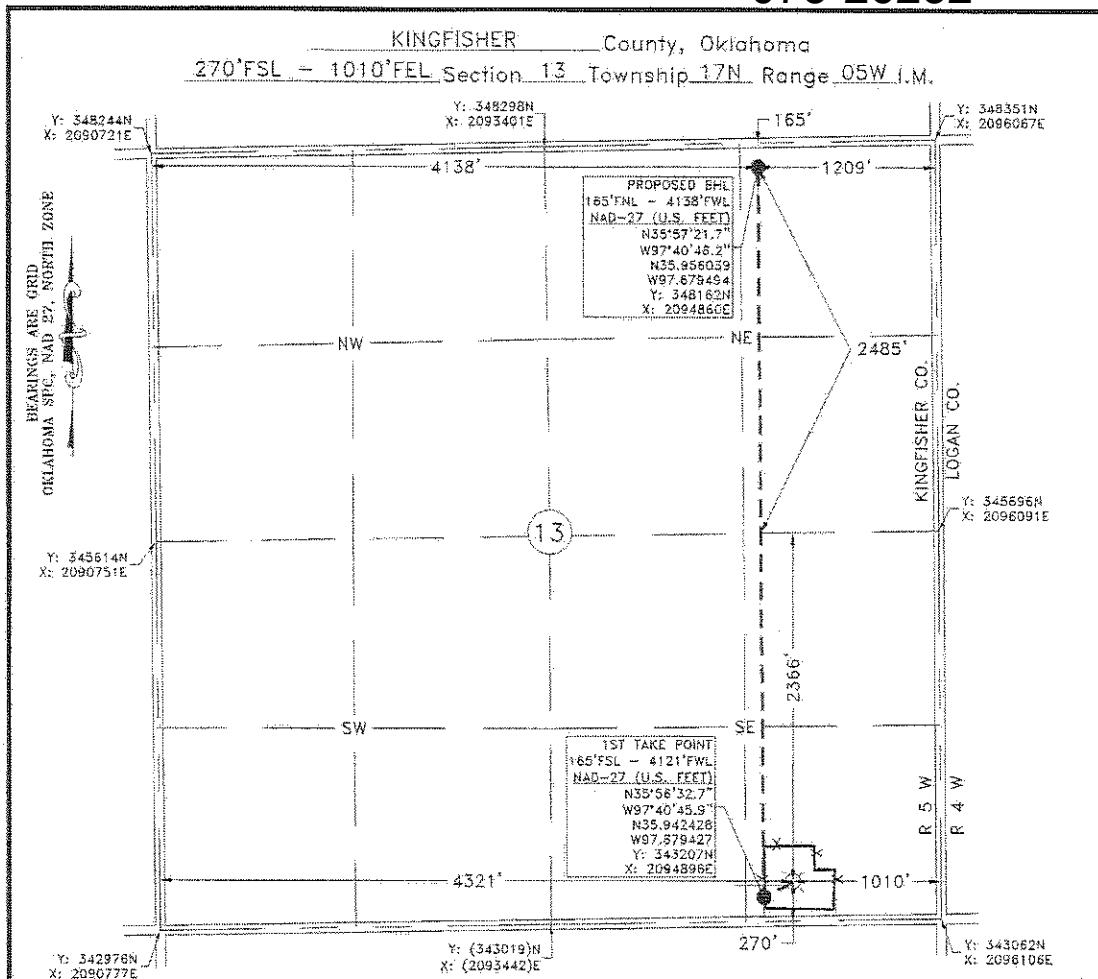 KINGFISHER County, Oklahoma
270'FSL - 1010'FEL Section 13 Township 17N Range 05W I.M.
Y: 348244N
X: 2090721E
Y: 348298N
X: 2093401E
165'
Y: 348351N
X: 2096067E
4138'
1209'
PROPOSED BHL
165'FNL - 4138'FWL
NAD-27 (U.S. FEET)
N35°57'21.7"
W97°40'46.2"
N35.956039
W97.679494
Y: 348162N
X: 2094860E
BEARINGS ARE GRID
OKLAHOMA SPC, NAD 27, NORTH ZONE
NW
NE
2485'
KINGFISHER CO.
LOGAN CO.
13
Y: 345614N
X: 2090751E
Y: 345696N
X: 2096091E
2366'
SW
SE
1ST TAKE POINT
165'FSL - 4121'FWL
NAD-27 (U.S. FEET)
N35°56'32.7"
W97°40'45.9"
N35.942428
W97.679427
Y: 343207N
X: 2094896E
R 5 W
R 4 W
4321'
1010'
270'
Y: 342976N
X: 2090777E
Y: (343019)N
X: (2093442)E
Y: 343062N
X: 2096106E